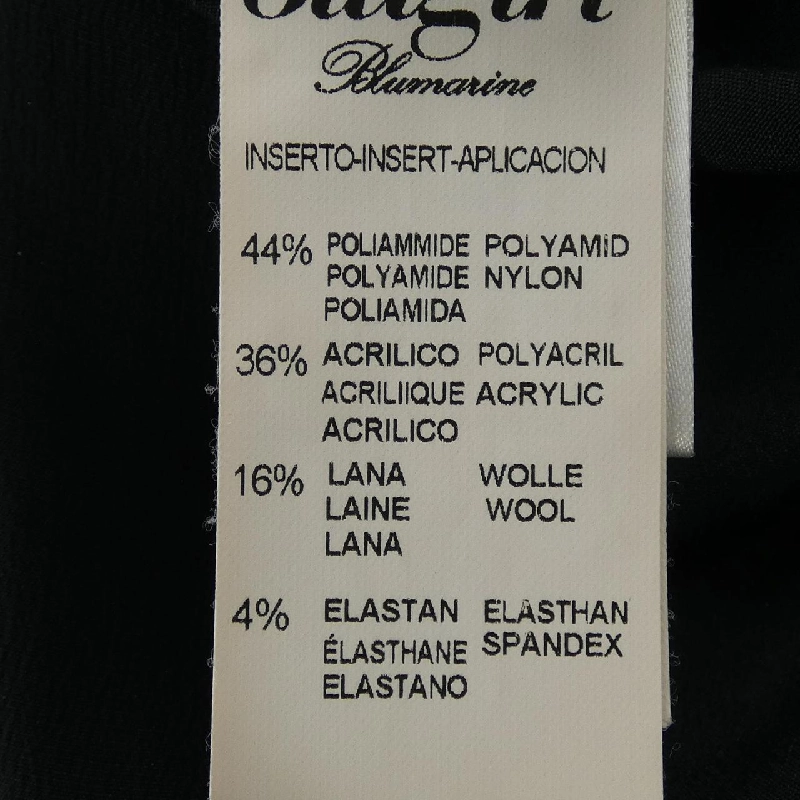 Blumarine
INSERTO-INSERT-APLICACION
44% POLIAMMIDE POLYAMID
POLYAMIDE NYLON
POLIAMIDA
36% ACRILICO POLYACRIL
ACRILIIQUE ACRYLIC
ACRILICO
16% LANA WOLLE
LAINE WOOL
LANA
4% ELASTAN ELASTHAN
ÉLASTHANE SPANDEX
ELASTANO